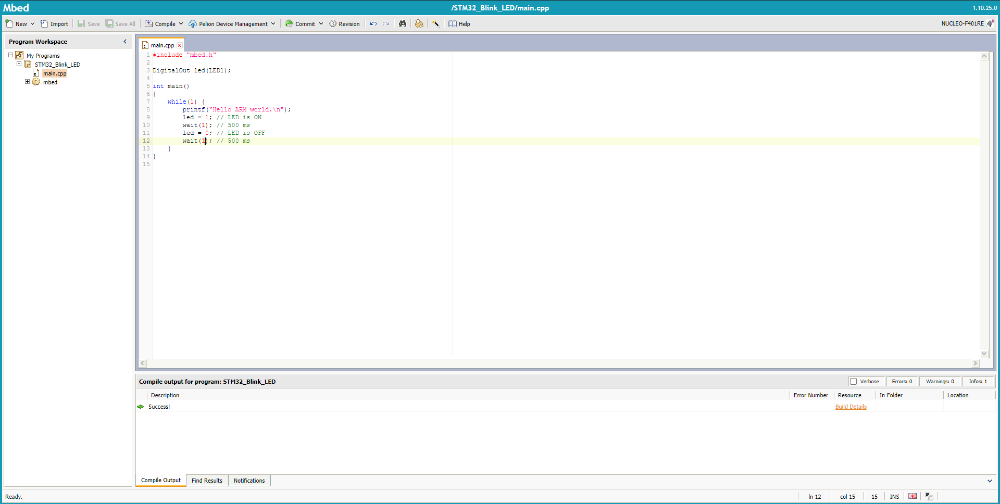 Mbed
/STM32_Blink_LED/main.cpp
1.10.25.0
New Import Save Save All Compile Pelion Device Management Commit Revision Help
NUCLEO-F401RE
Program Workspace
My Programs
STM32_Blink_LED
main.cpp
mbed
main.cpp
1 #include "mbed.h"
2
3 DigitalOut led(LED1);
4
5 int main()
6 {
7     while(1) {
8         printf("Hello ARM world.\n");
9         led = 1; // LED is ON
10         wait(1); // 500 ms
11         led = 0; // LED is OFF
12         wait(1); // 500 ms
13     }
14 }
15
Compile output for program: STM32_Blink_LED
Verbose Errors: 0 Warnings: 0 Infos: 1
Description Error Number Resource In Folder Location
Success! Build Details
Compile Output Find Results Notifications
Ready.
ln 12 col 15 15 INS